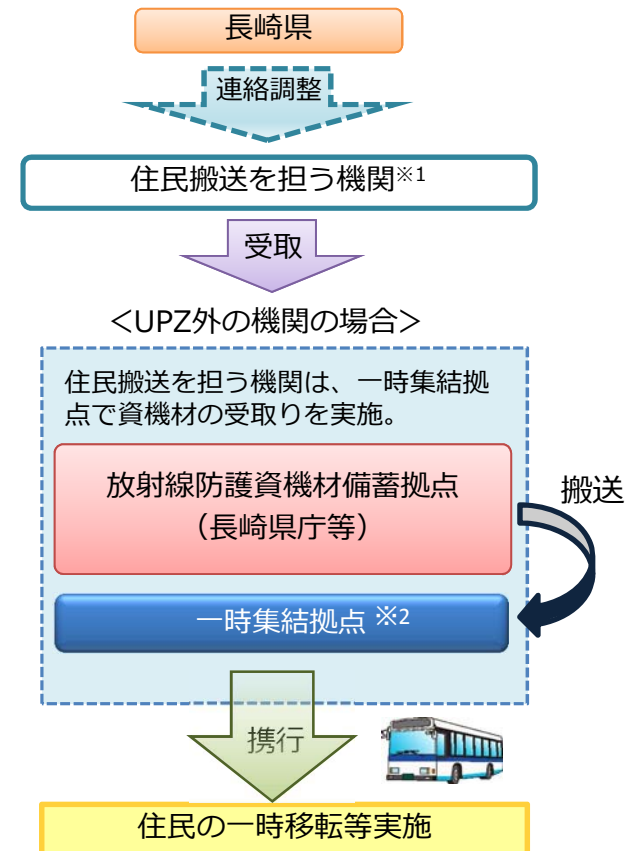 長崎県
連絡調整
住民搬送を担う機関※1
受取
＜UPZ外の機関の場合＞
住民搬送を担う機関は、一時集結拠
点で資機材の受取りを実施。
放射線防護資機材備蓄拠点
（長崎県庁等）
搬送
一時集結拠点 ※2
携行
住民の一時移転等実施